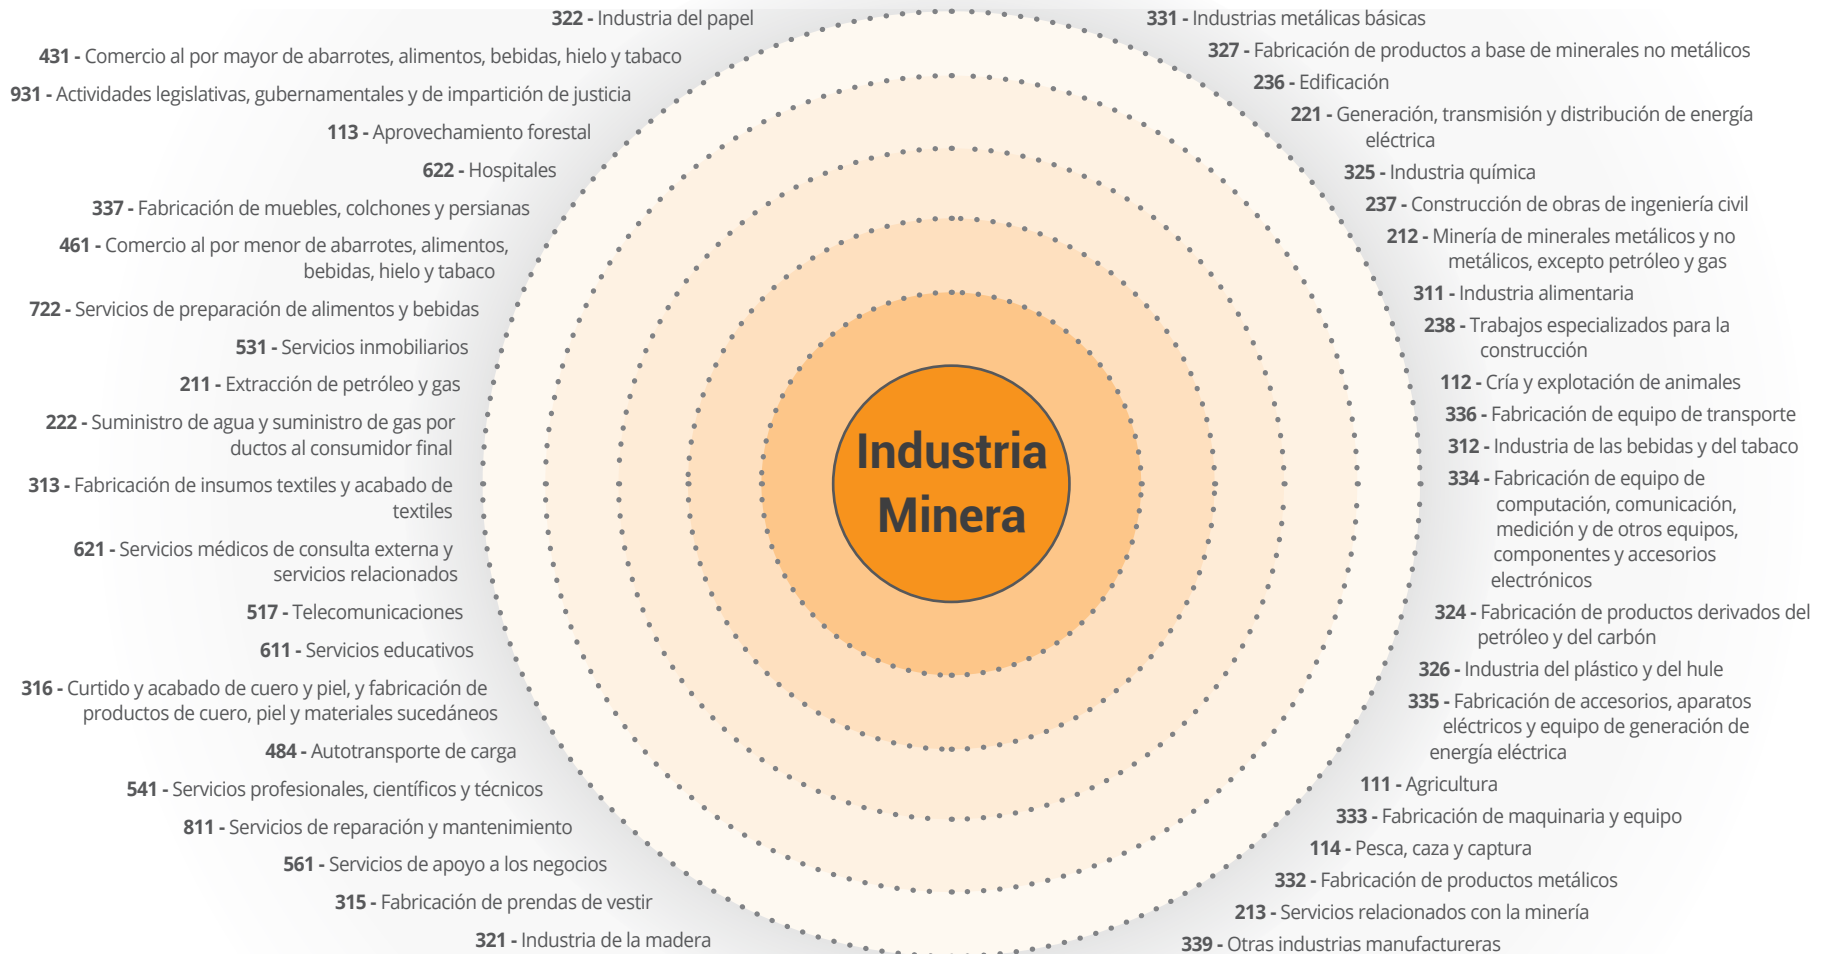 322 - Industria del papel
431 - Comercio al por mayor de abarrotes, alimentos, bebidas, hielo y tabaco
931 - Actividades legislativas, gubernamentales y de impartición de justicia
113 - Aprovechamiento forestal
622 - Hospitales
337 - Fabricación de muebles, colchones y persianas
461 - Comercio al por menor de abarrotes, alimentos,
bebidas, hielo y tabaco
722 - Servicios de preparación de alimentos y bebidas
531 - Servicios inmobiliarios
211 - Extracción de petróleo y gas
222 - Suministro de agua y suministro de gas por
ductos al consumidor final
313 - Fabricación de insumos textiles y acabado de
textiles
621 - Servicios médicos de consulta externa y
servicios relacionados
517 - Telecomunicaciones
611 - Servicios educativos
316 - Curtido y acabado de cuero y piel, y fabricación de
productos de cuero, piel y materiales sucedáneos
484 - Autotransporte de carga
541 - Servicios profesionales, científicos y técnicos
811 - Servicios de reparación y mantenimiento
561 - Servicios de apoyo a los negocios
315 - Fabricación de prendas de vestir
321 - Industria de la madera
Industria
Minera
331 - Industrias metálicas básicas
327 - Fabricación de productos a base de minerales no metálicos
236 - Edificación
221 - Generación, transmisión y distribución de energía
eléctrica
325 - Industria química
237 - Construcción de obras de ingeniería civil
212 - Minería de minerales metálicos y no
metálicos, excepto petróleo y gas
311 - Industria alimentaria
238 - Trabajos especializados para la
construcción
112 - Cría y explotación de animales
336 - Fabricación de equipo de transporte
312 - Industria de las bebidas y del tabaco
334 - Fabricación de equipo de
computación, comunicación,
medición y de otros equipos,
componentes y accesorios
electrónicos
324 - Fabricación de productos derivados del
petróleo y del carbón
326 - Industria del plástico y del hule
335 - Fabricación de accesorios, aparatos
eléctricos y equipo de generación de
energía eléctrica
111 - Agricultura
333 - Fabricación de maquinaria y equipo
114 - Pesca, caza y captura
332 - Fabricación de productos metálicos
213 - Servicios relacionados con la minería
339 - Otras industrias manufactureras